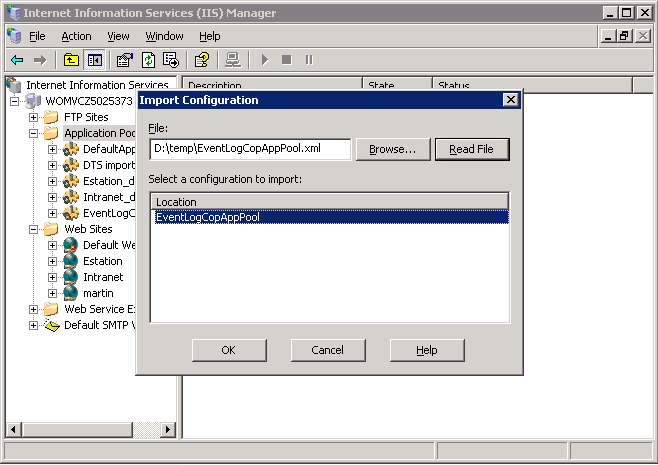 Internet Information Services (IIS) Manager
File Action View Window Help
Internet Information Services
Description State Status
WOMVCZ5025373
FTP Sites
Application Poo
DefaultApp
DTS import
Estation_d
Intranet_d
EventLogC
Web Sites
Default We
Estation
Intranet
martin
Web Service E
Default SMTP V
Import Configuration
File:
D:\temp\EventLogCopAppPool.xml Browse... Read File
Select a configuration to import:
Location
EventLogCopAppPool
OK Cancel Help